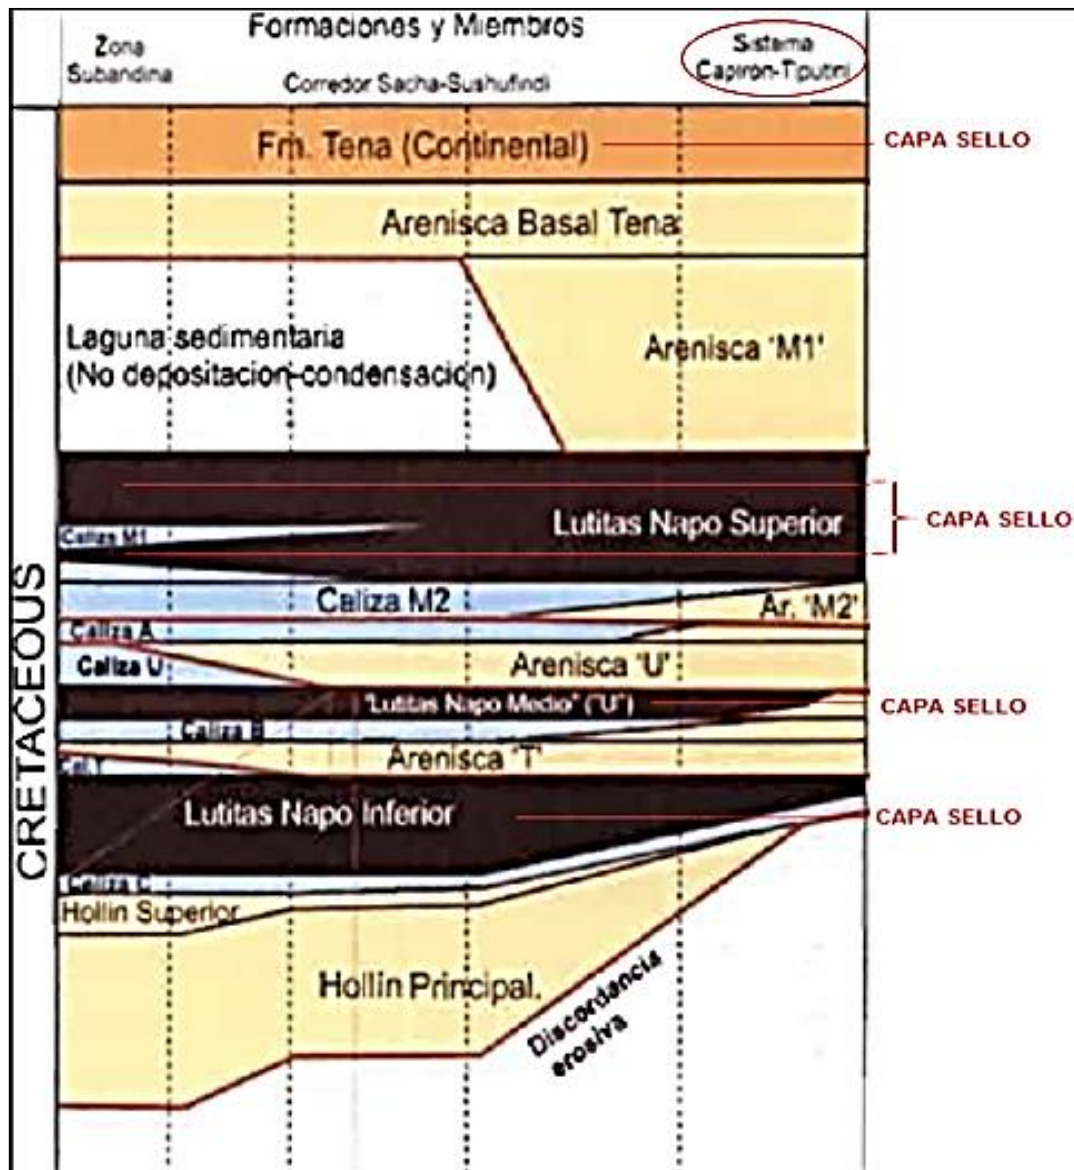 Formaciones y Miembros
Zona
Subandina
Corredor Sacha-Sushufindi
Sistema
Capiron-Tiputini
Fm. Tena (Continental)
CAPA SELLO
Arenisca Basal Tena
Laguna sedimentaria
(No depositacion-condensacion)
Arenisca 'M1'
Lutitas Napo Superior
CAPA SELLO
Caliza M1
Caliza M2
Ar. 'M2'
Caliza A
Caliza U
Arenisca 'U'
"Lutitas Napo Medio" ("U")
CAPA SELLO
Caliza B
Arenisca 'T'
Cal.T
Lutitas Napo Inferior
CAPA SELLO
Caliza C
Hollin Superior
Hollin Principal.
Discordancia
erosiva
CRETACEOUS